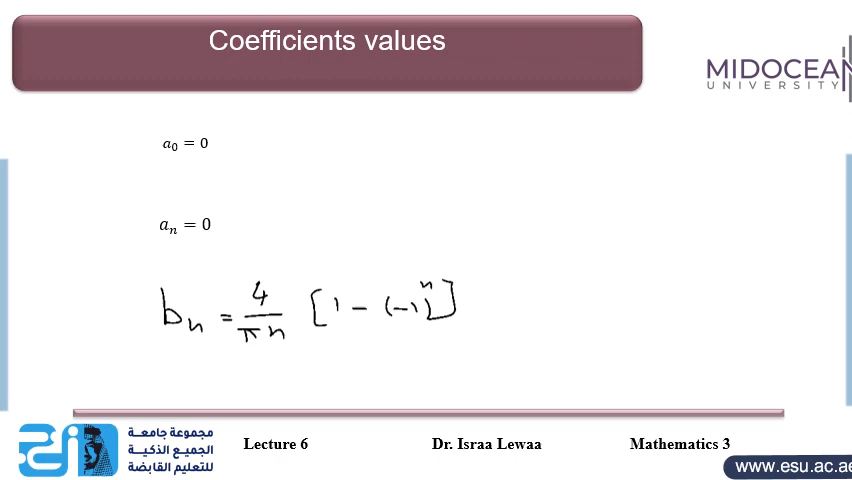 Coefficients values
MIDOCEAN
UNIVERSITY
a₀ = 0
aₙ = 0
bₙ = 4/(πn) [1 − (−1)ⁿ]
مجموعة جامعة
الجميع الذكية
للتعليم القابضة
Lecture 6
Dr. Israa Lewaa
Mathematics 3
www.esu.ac.ae